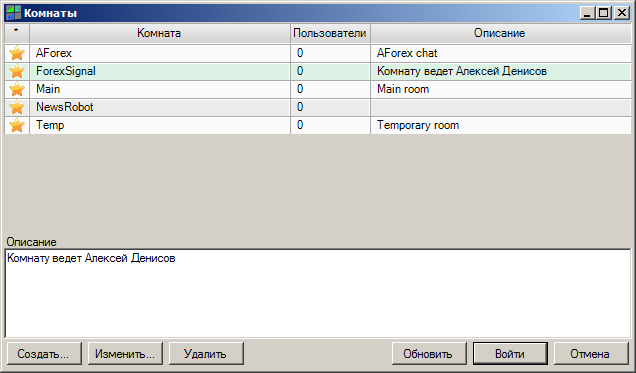 Комнаты
* Комната Пользователи Описание
AForex 0 AForex chat
ForexSignal 0 Комнату ведет Алексей Денисов
Main 0 Main room
NewsRobot 0
Temp 0 Temporary room
Описание
Комнату ведет Алексей Денисов
Создать... Изменить... Удалить Обновить Войти Отмена